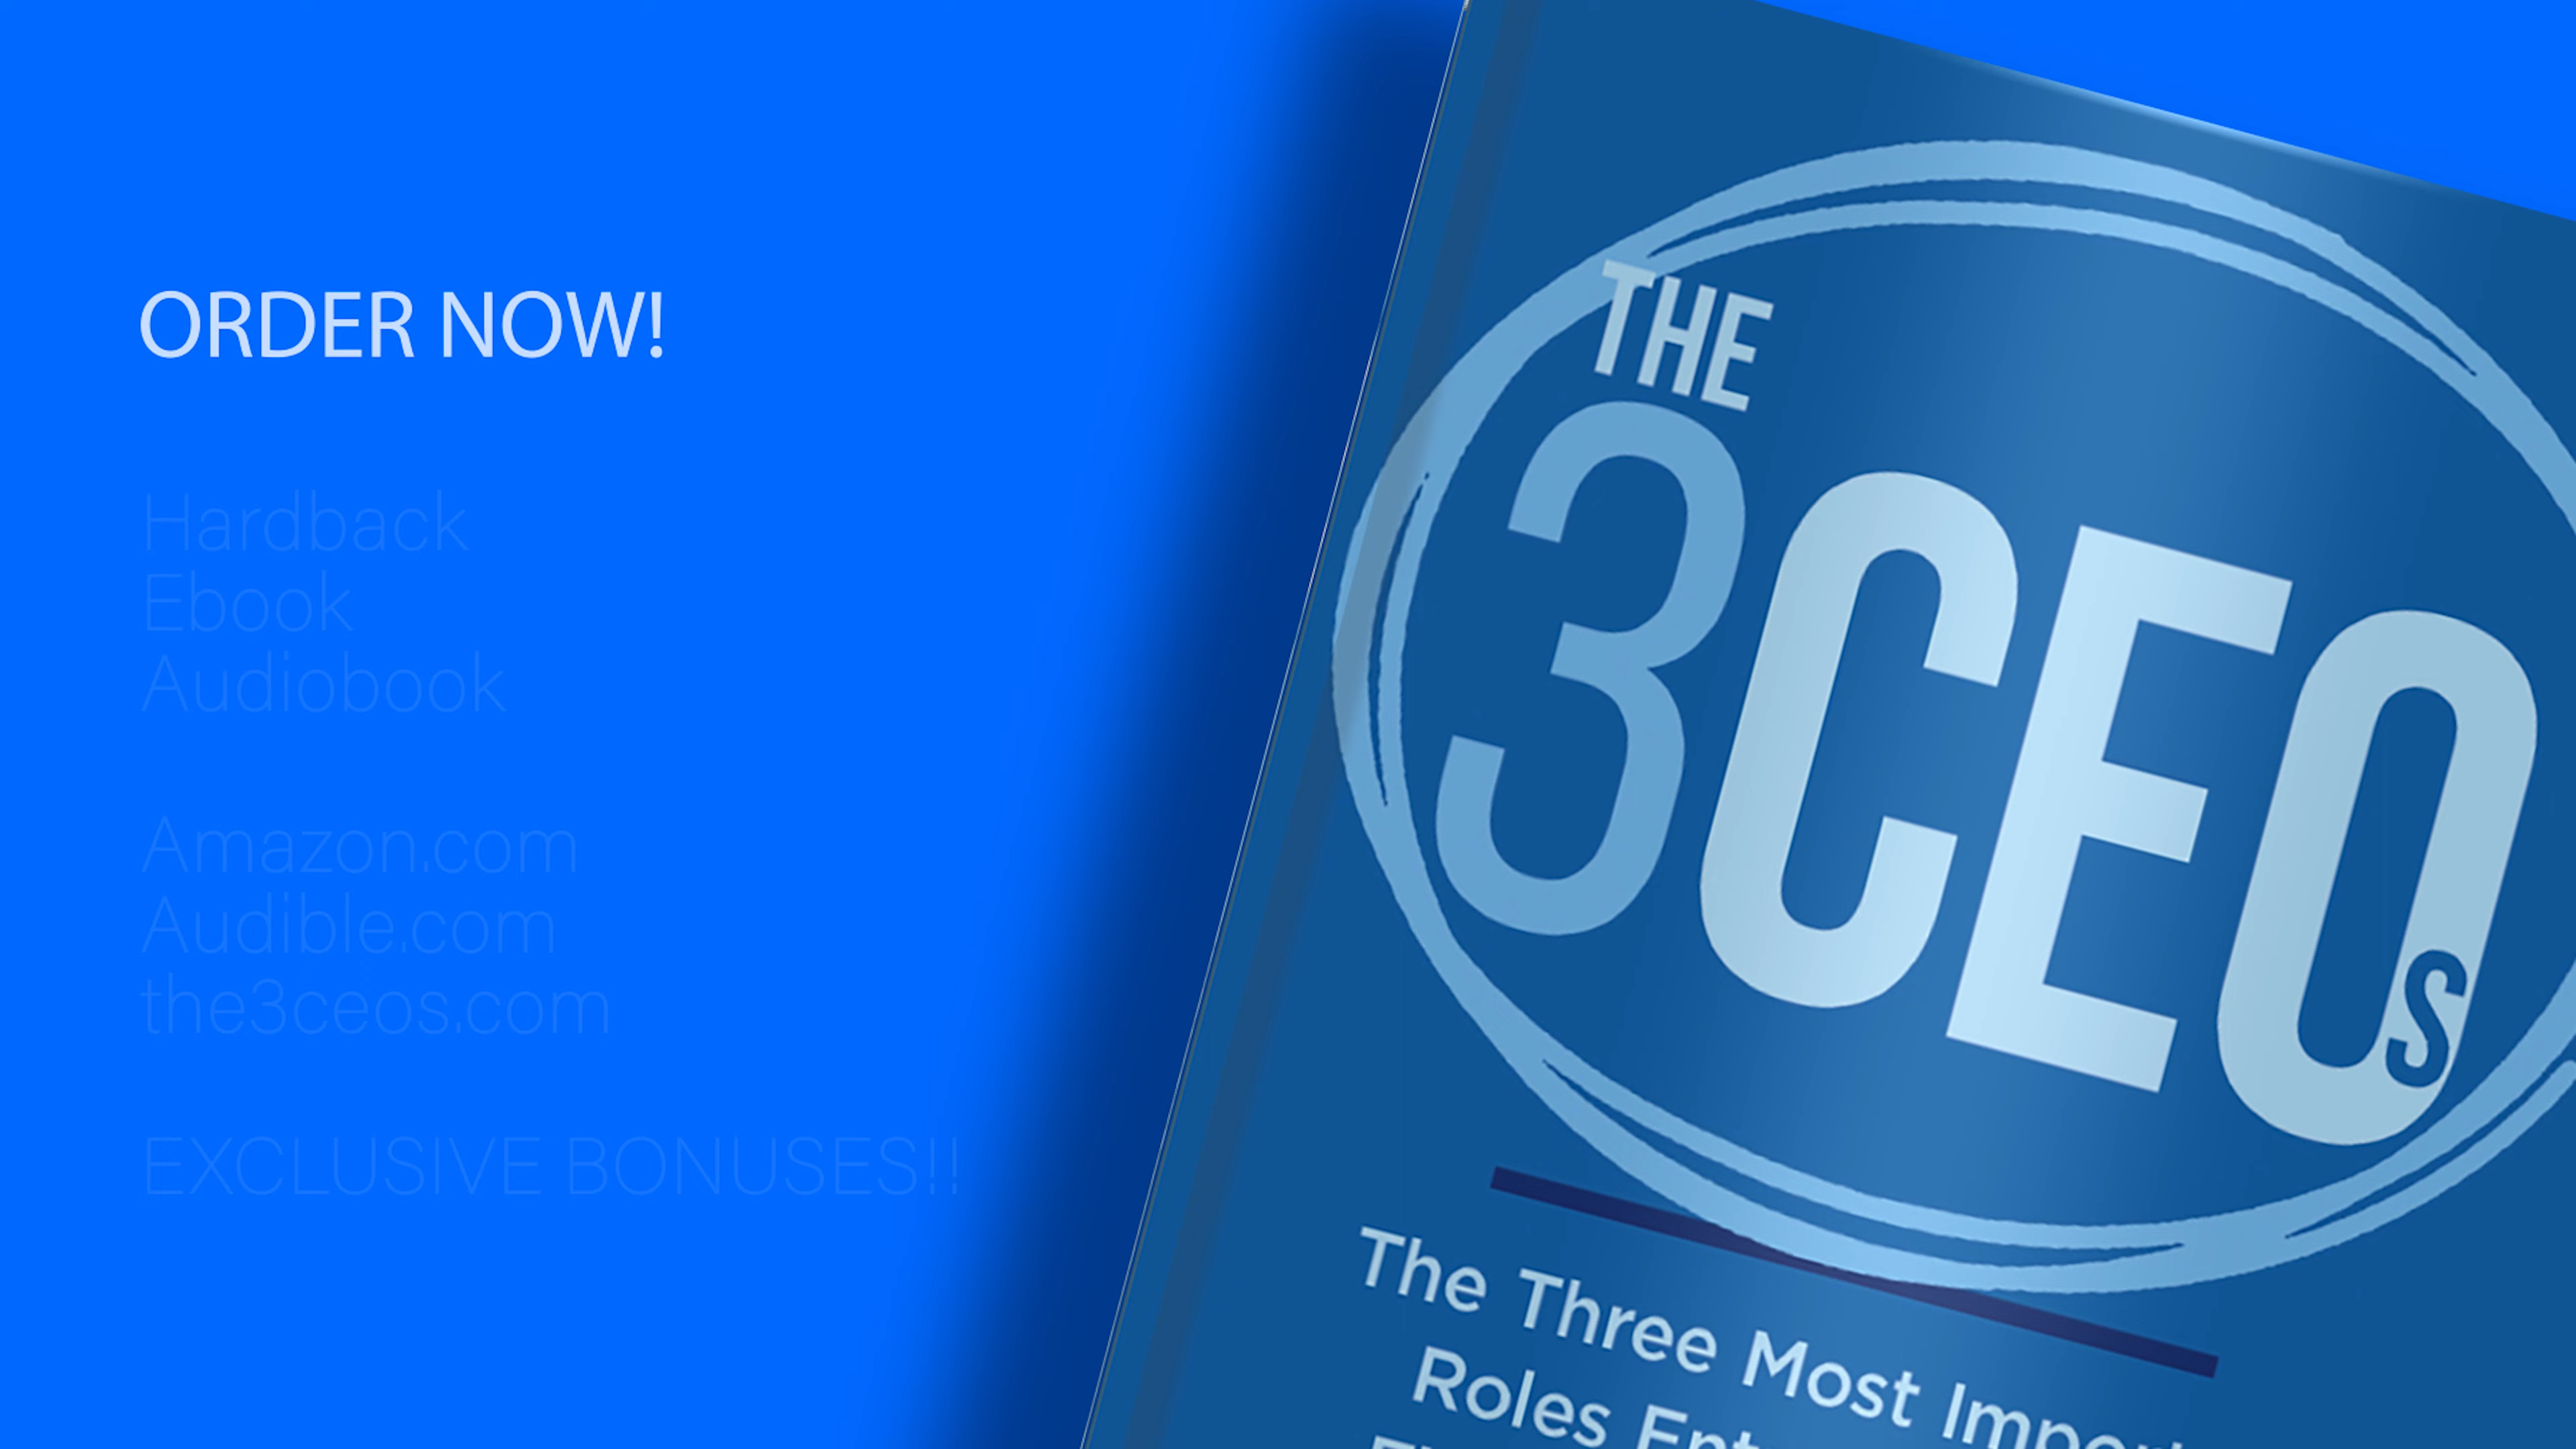 ORDER NOW!
Hardback
Ebook
Audiobook
Amazon.com
Audible.com
the3ceos.com
EXCLUSIVE BONUSES!!
THE
3CEOs
The Three Most
Roles